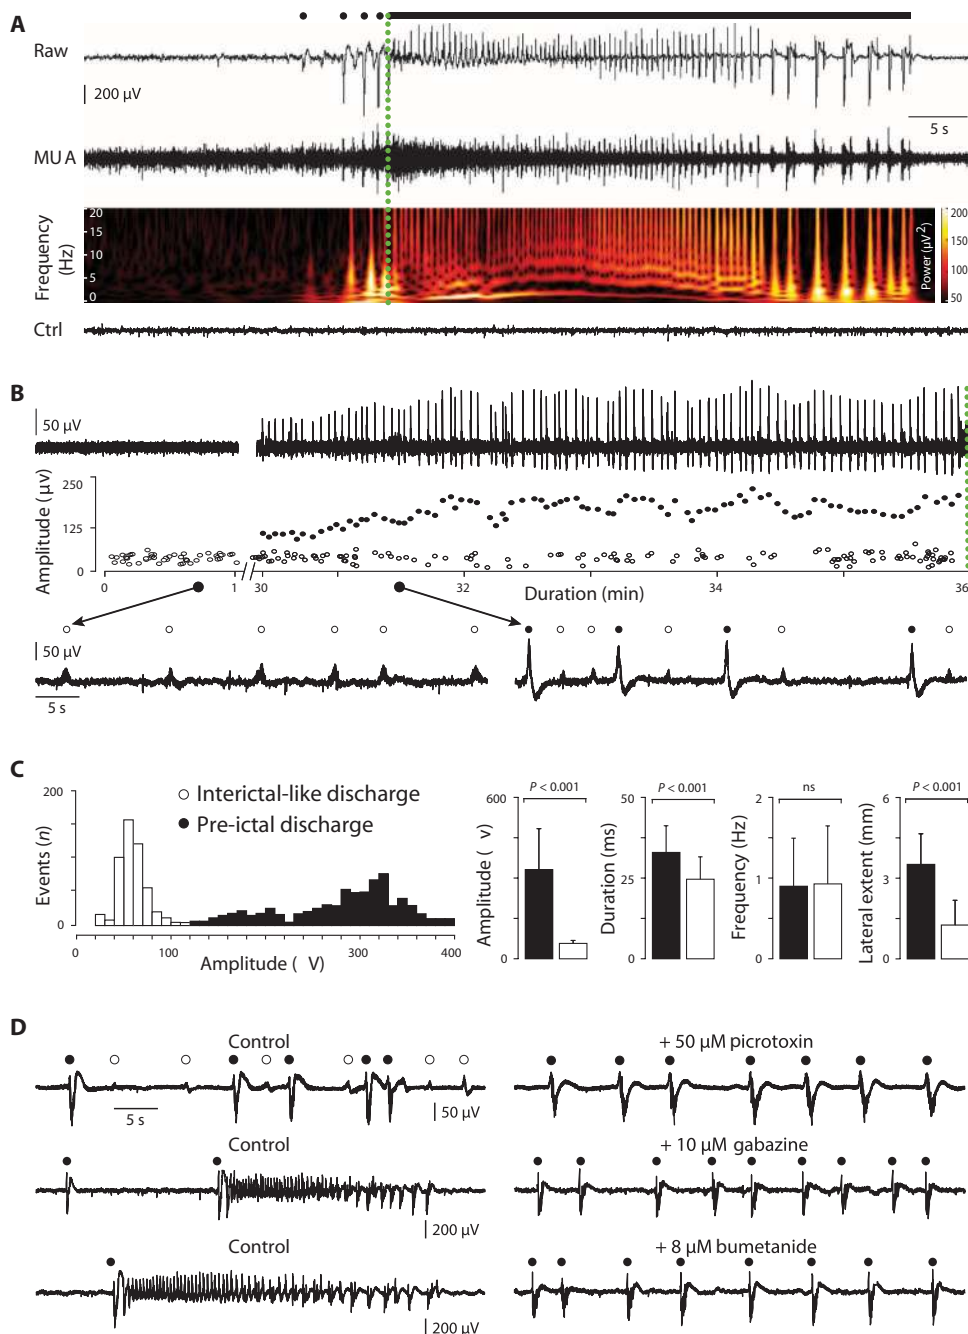 A
Raw
200 µV
5 s
MU A
Frequency
(Hz)
20
15
10
5
0
Power (µV²)
200
150
100
50
Ctrl
B
50 µV
Amplitude (µv)
250
125
0
0
1
30
32
34
36
Duration (min)
50 µV
5 s
C
Events (n)
200
100
0
Interictal-like discharge
Pre-ictal discharge
0
100
300
400
Amplitude ( V)
Amplitude ( v)
600
300
0
P < 0.001
Duration (ms)
50
25
0
P < 0.001
Frequency (Hz)
2
1
0
ns
Lateral extent (mm)
6
3
0
P < 0.001
D
Control
+ 50 µM picrotoxin
5 s
50 µV
Control
+ 10 µM gabazine
200 µV
Control
+ 8 µM bumetanide
200 µV